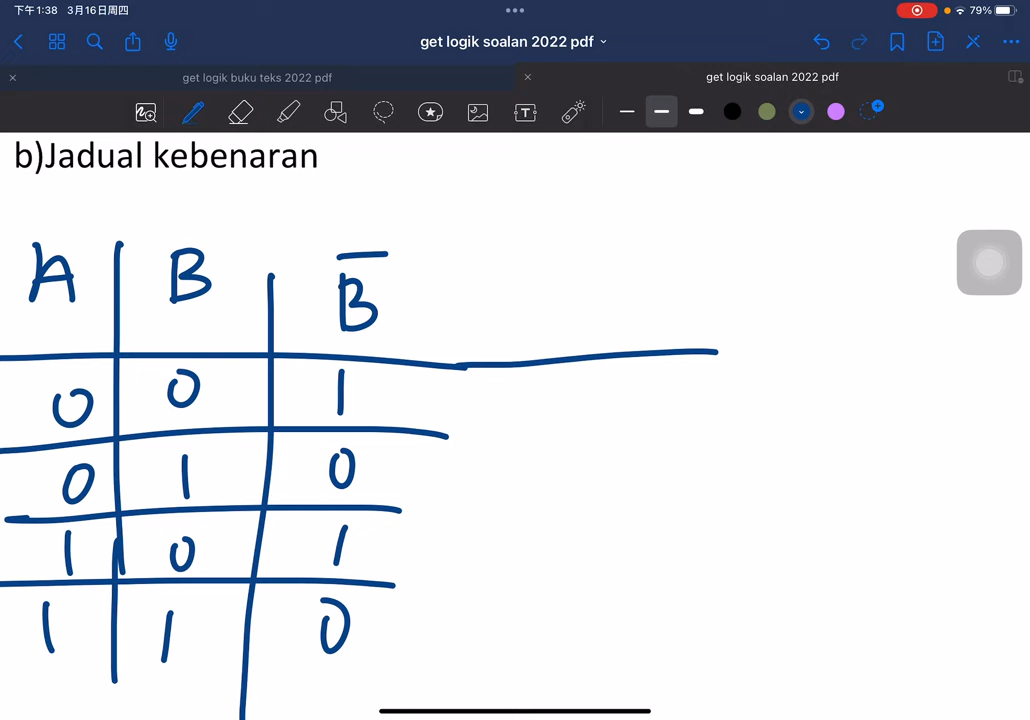 下午1:38 3月16日周四
79%
get logik soalan 2022 pdf
get logik buku teks 2022 pdf
get logik soalan 2022 pdf
b)Jadual kebenaran
A B B̅
0 0 1
0 1 0
1 0 1
1 1 0